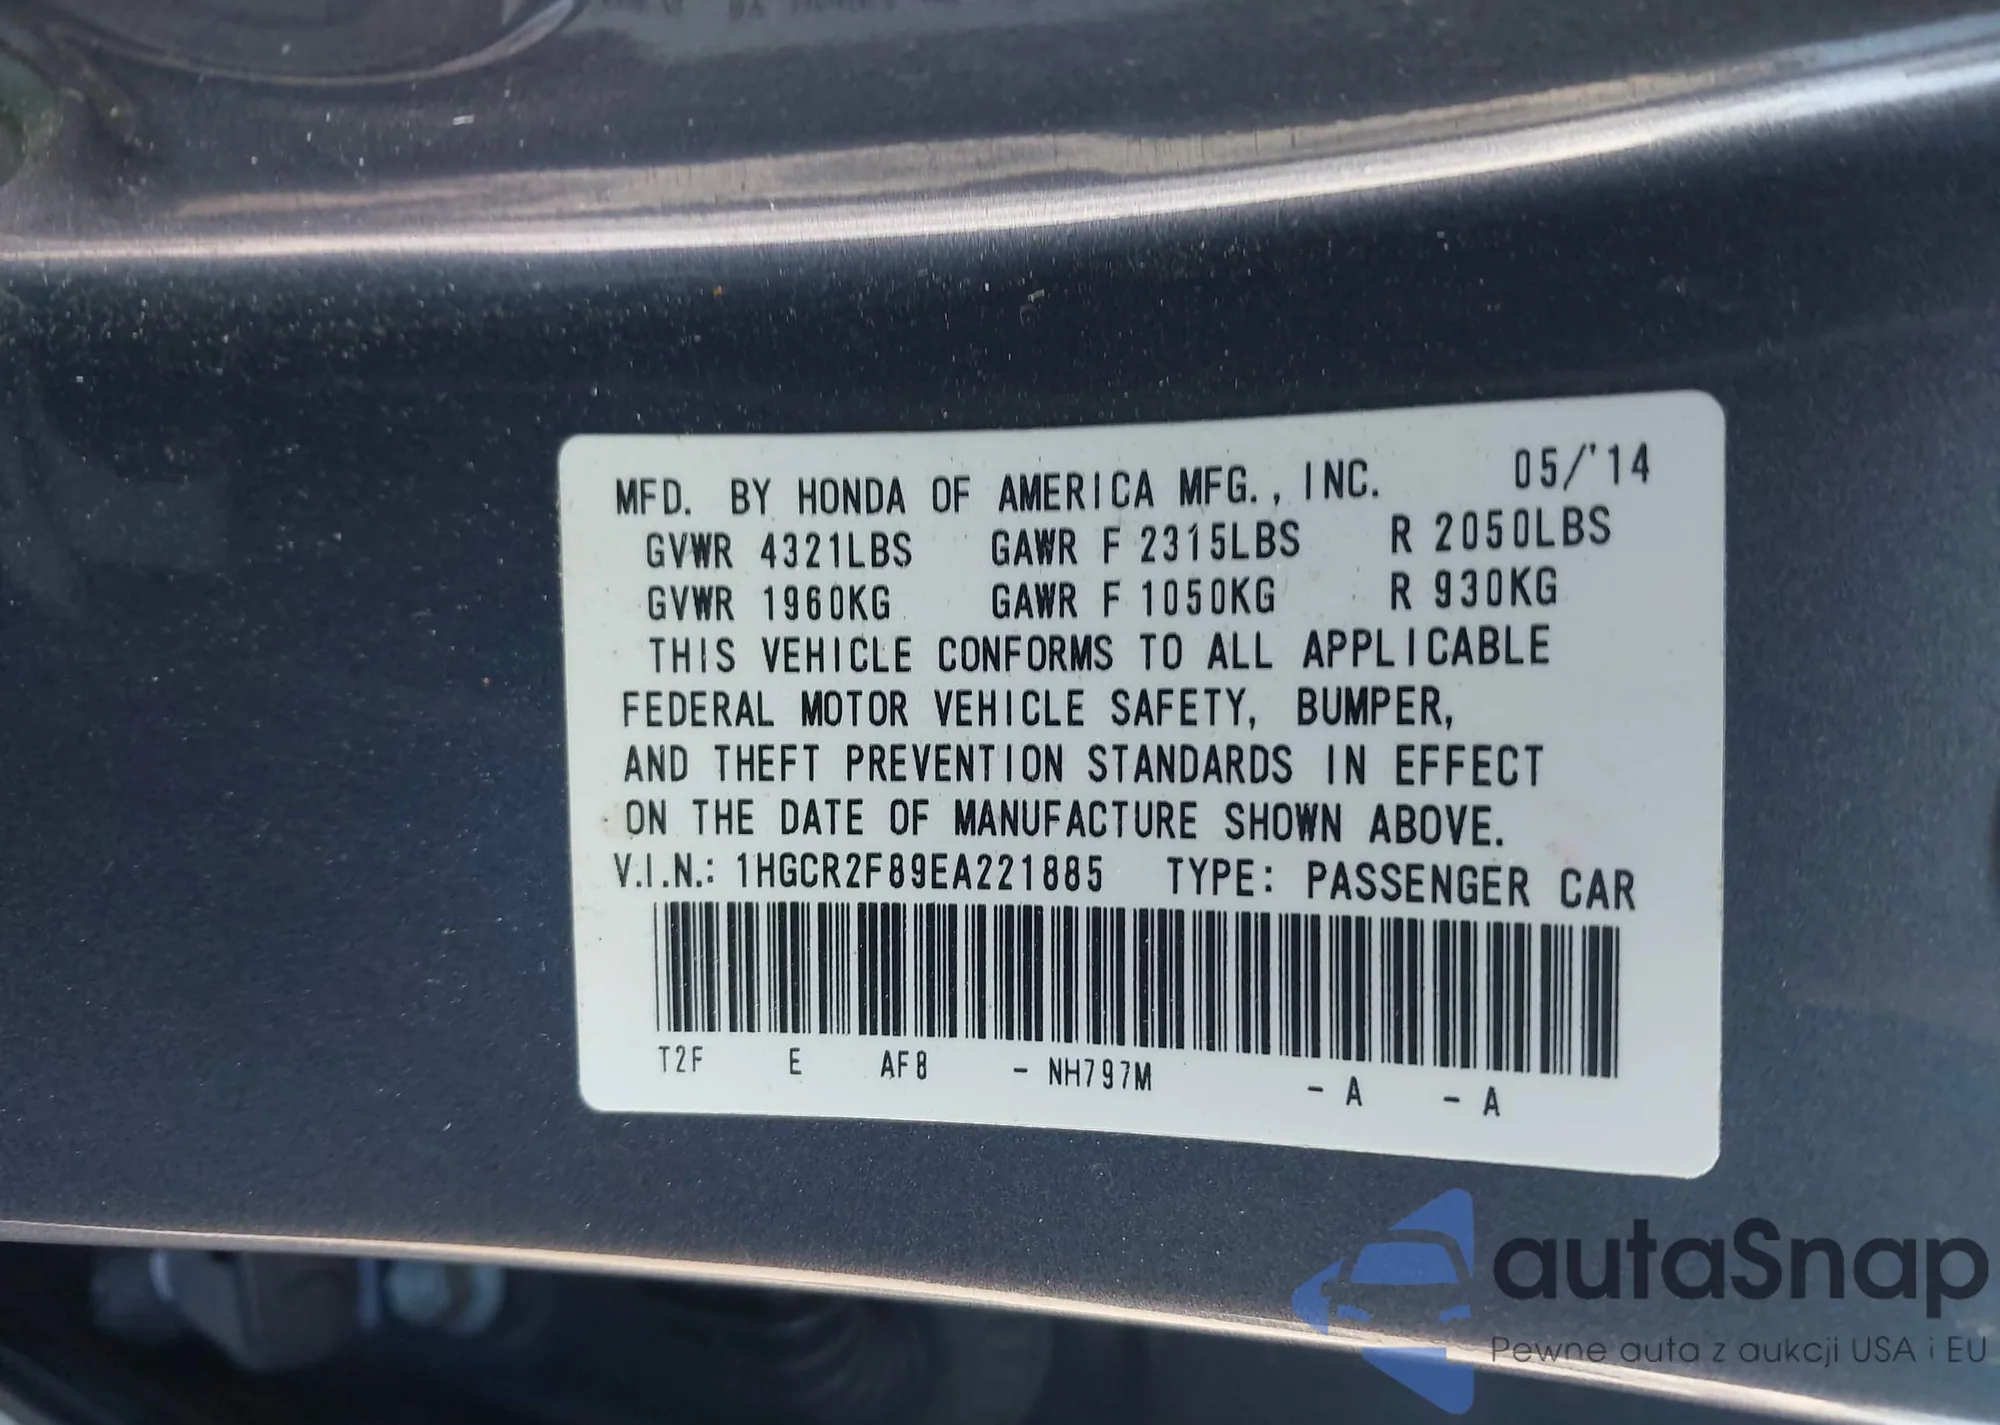 MFD. BY HONDA OF AMERICA MFG., INC. 05/'14
GVWR 4321LBS GAWR F 2315LBS R 2050LBS
GVWR 1960KG GAWR F 1050KG R 930KG
THIS VEHICLE CONFORMS TO ALL APPLICABLE
FEDERAL MOTOR VEHICLE SAFETY, BUMPER,
AND THEFT PREVENTION STANDARDS IN EFFECT
ON THE DATE OF MANUFACTURE SHOWN ABOVE.
V.I.N.: 1HGCR2F89EA221885 TYPE: PASSENGER CAR
T2F E AF8 - NH797M - A - A
autaSnap
Pewne auta z aukcji USA i EU